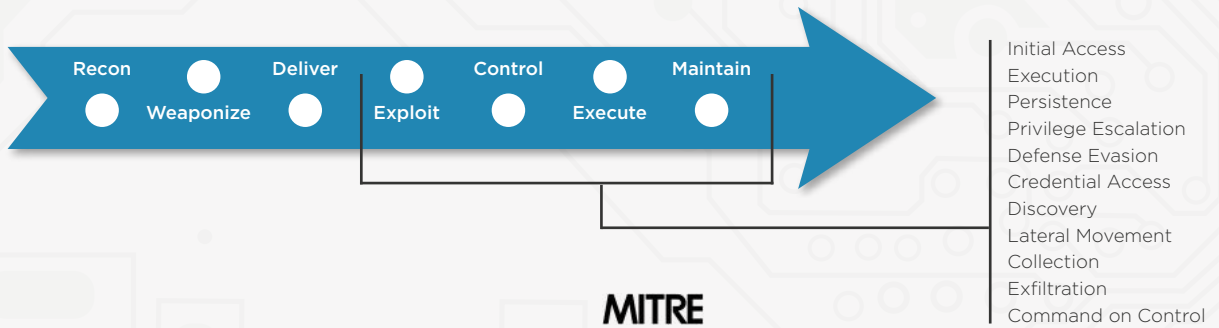 Recon
Weaponize
Deliver
Exploit
Control
Execute
Maintain
Initial Access
Execution
Persistence
Privilege Escalation
Defense Evasion
Credential Access
Discovery
Lateral Movement
Collection
Exfiltration
Command on Control
MITRE